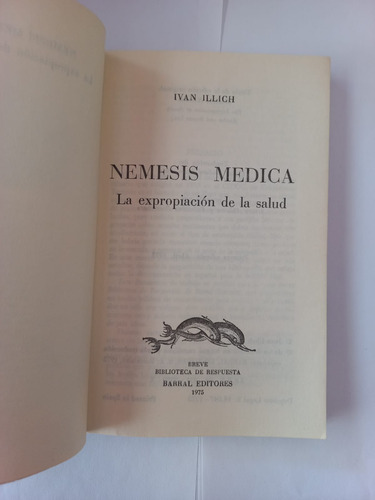 IVAN ILLICH
NEMESIS MEDICA
La expropiación de la salud
BREVE
BIBLIOTECA DE RESPUESTA
BARRAL EDITORES
1975